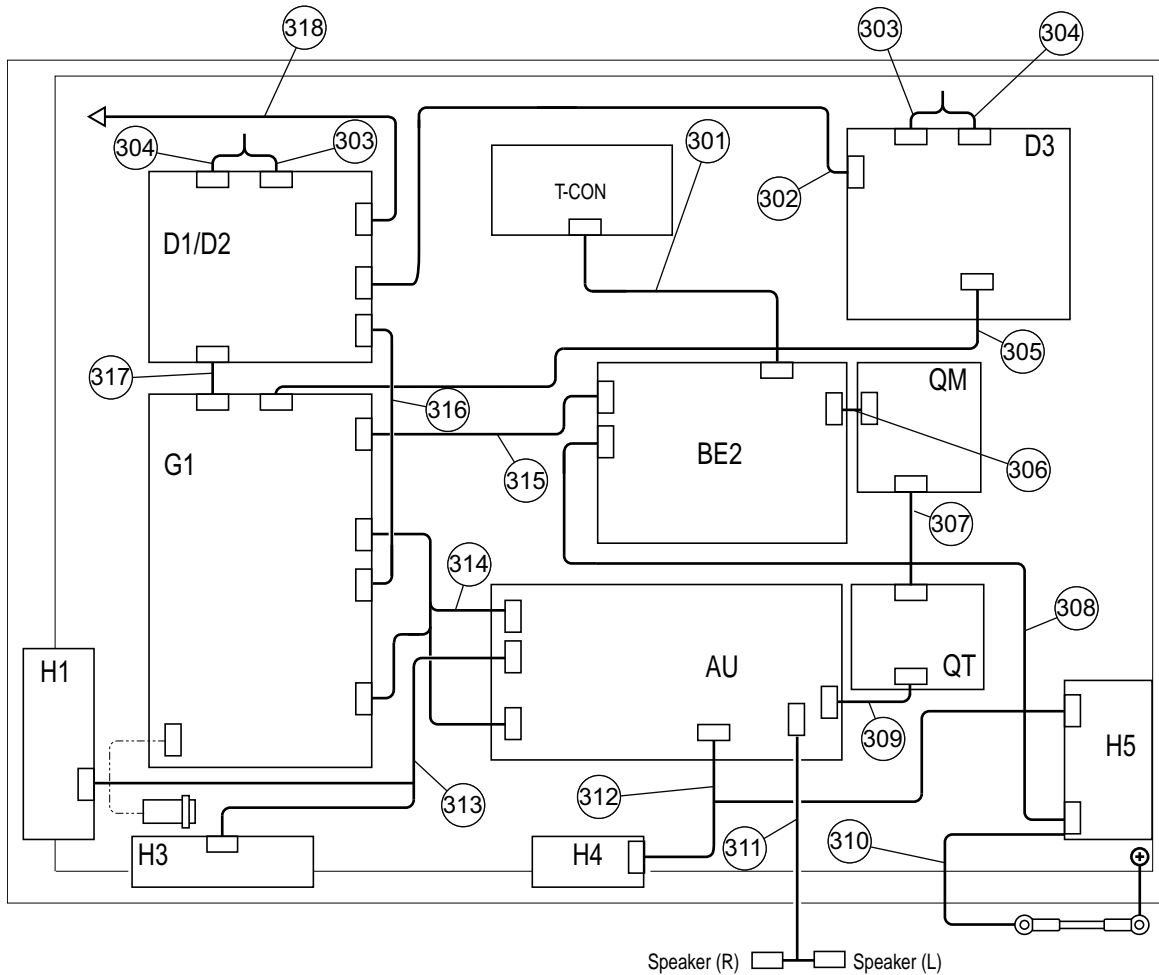 318
303
304
304
303
301
302
D3
T-CON
D1/D2
305
317
316
QM
G1
315
BE2
306
307
314
308
H1
AU
QT
H5
309
313
312
311
310
H3
H4
Speaker (R)
Speaker (L)